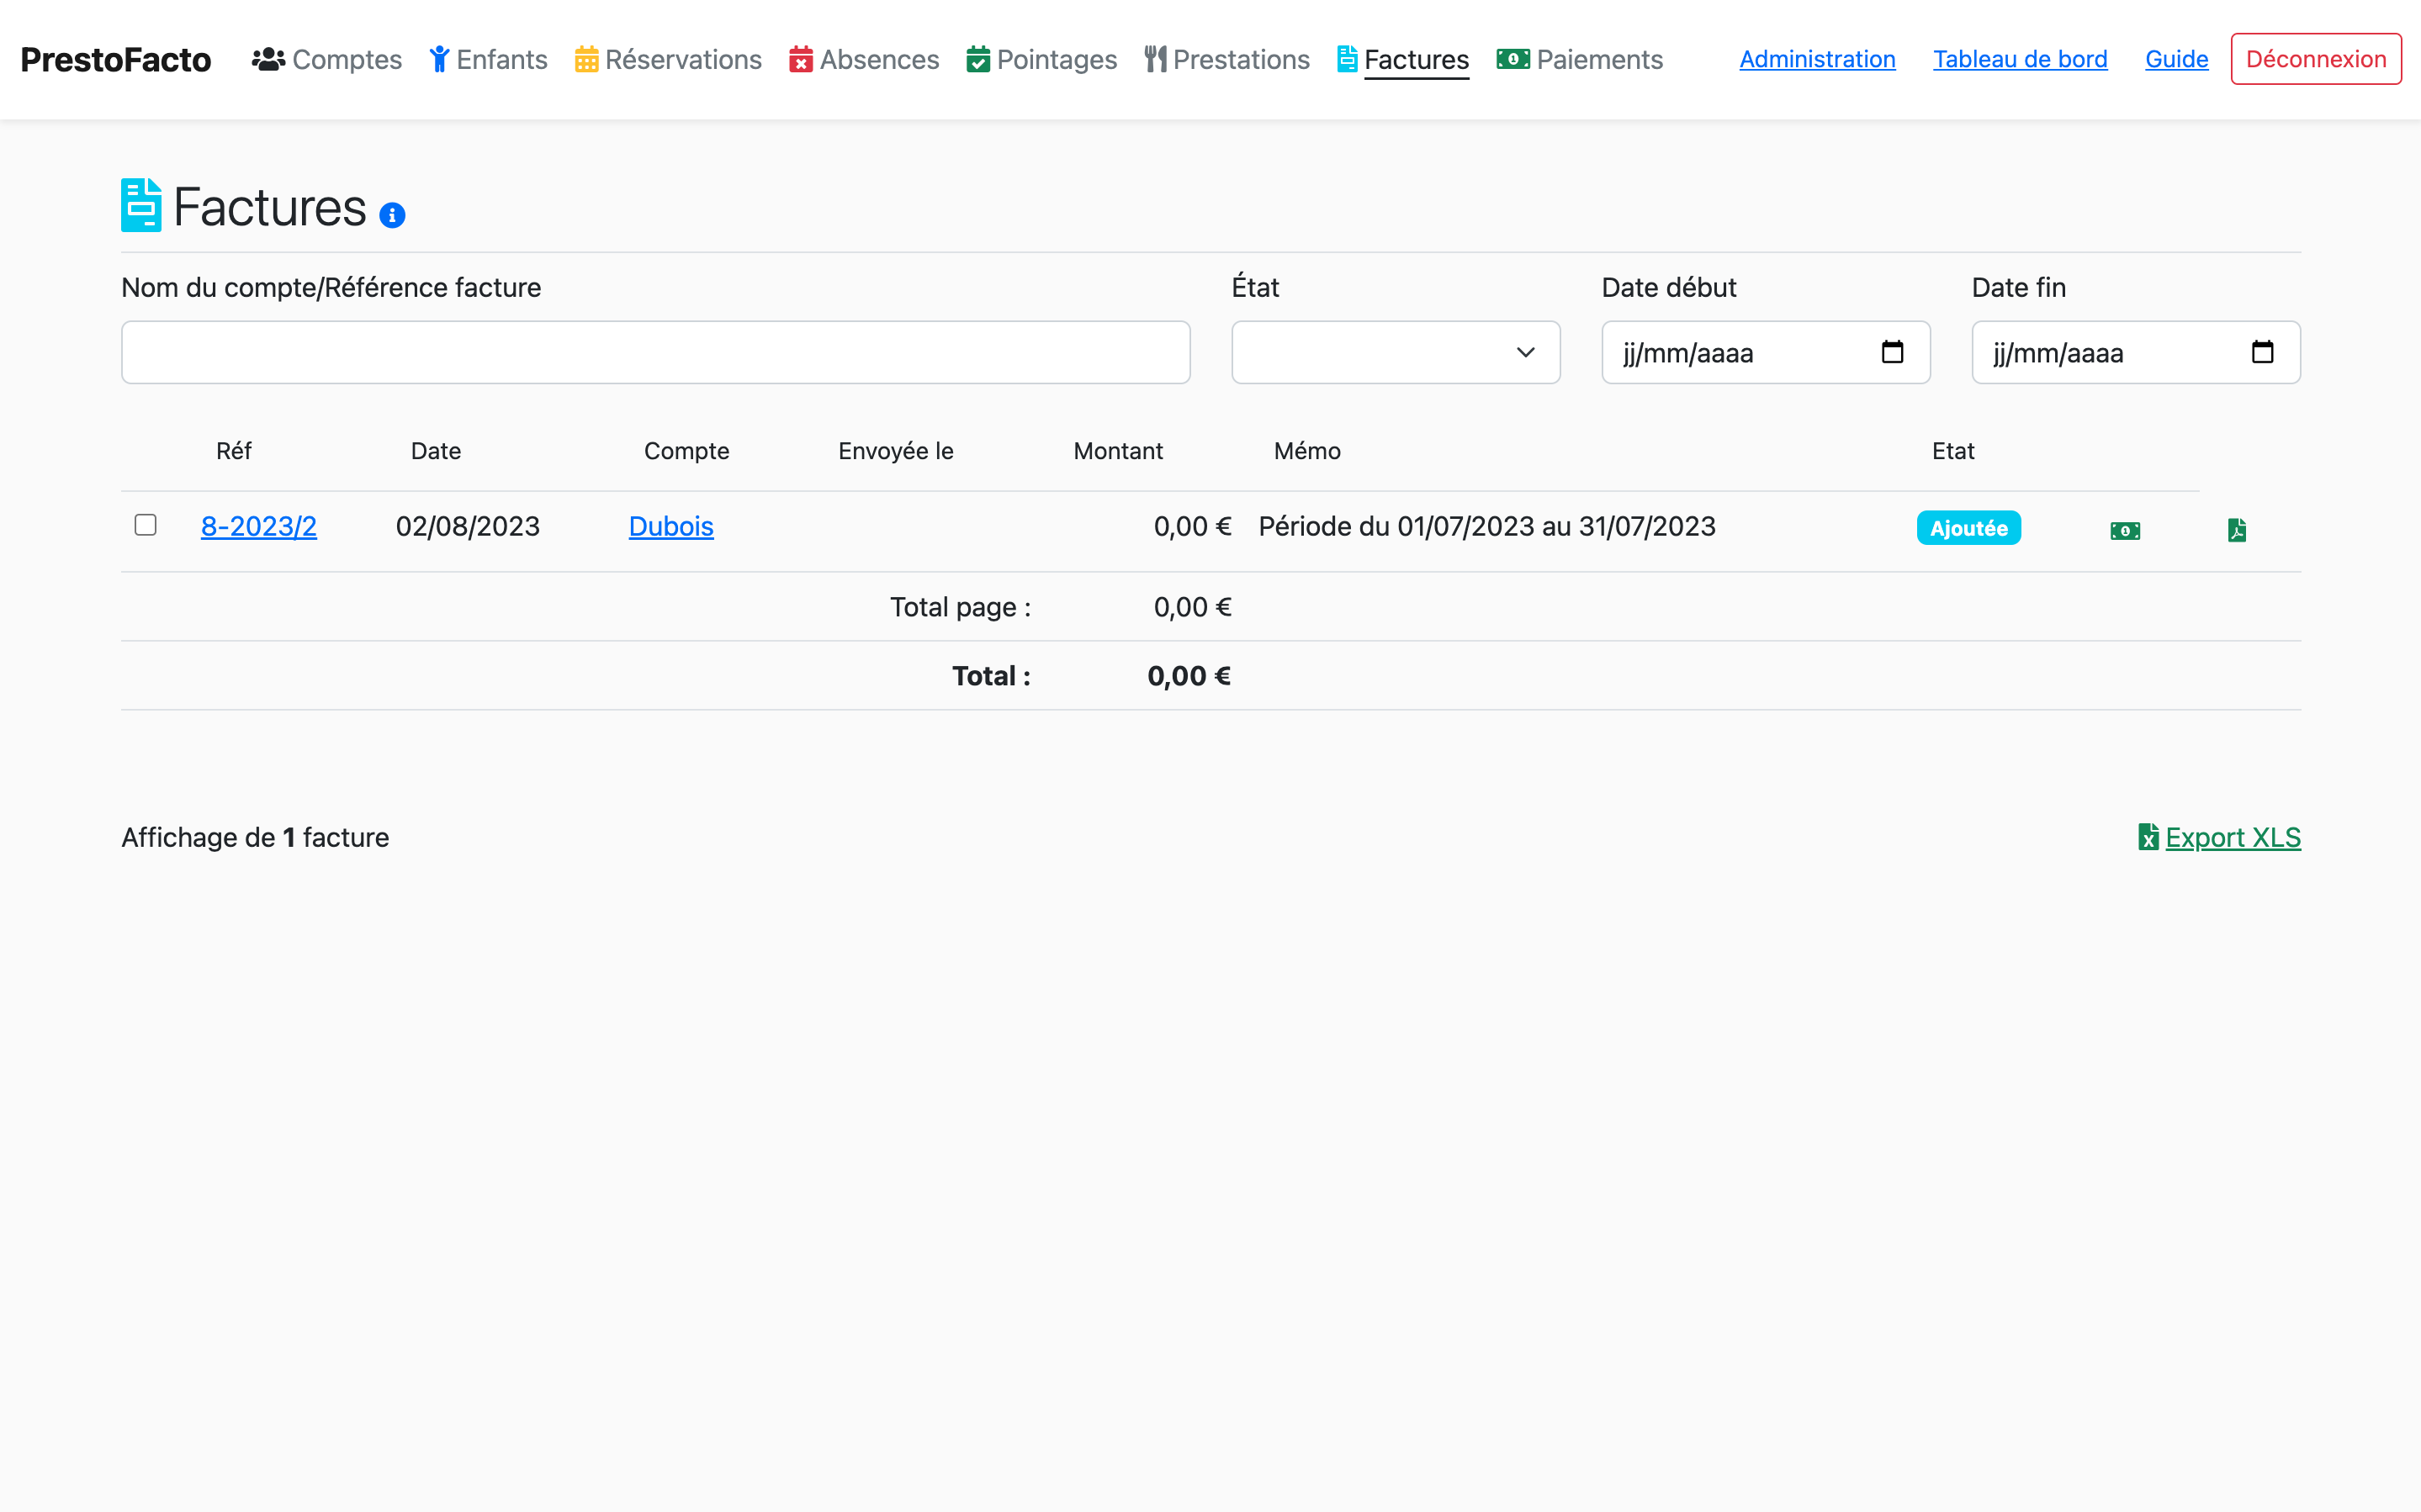 PrestoFacto Comptes Enfants Réservations Absences Pointages Prestations Factures Paiements Administration Tableau de bord Guide Déconnexion
Factures
Nom du compte/Référence facture État Date début Date fin
jj/mm/aaaa jj/mm/aaaa
Réf Date Compte Envoyée le Montant Mémo Etat
8-2023/2 02/08/2023 Dubois 0,00 € Période du 01/07/2023 au 31/07/2023 Ajoutée
Total page : 0,00 €
Total : 0,00 €
Affichage de 1 facture Export XLS